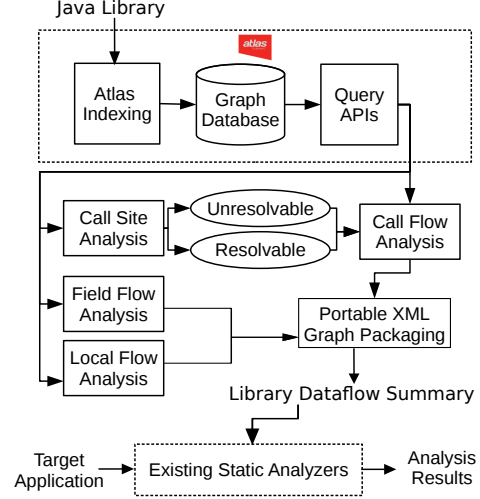 Java Library
atlas
Atlas
Indexing
Graph
Database
Query
APIs
Call Site
Analysis
Unresolvable
Resolvable
Call Flow
Analysis
Field Flow
Analysis
Local Flow
Analysis
Portable XML
Graph Packaging
Library Dataflow Summary
Target
Application
Existing Static Analyzers
Analysis
Results